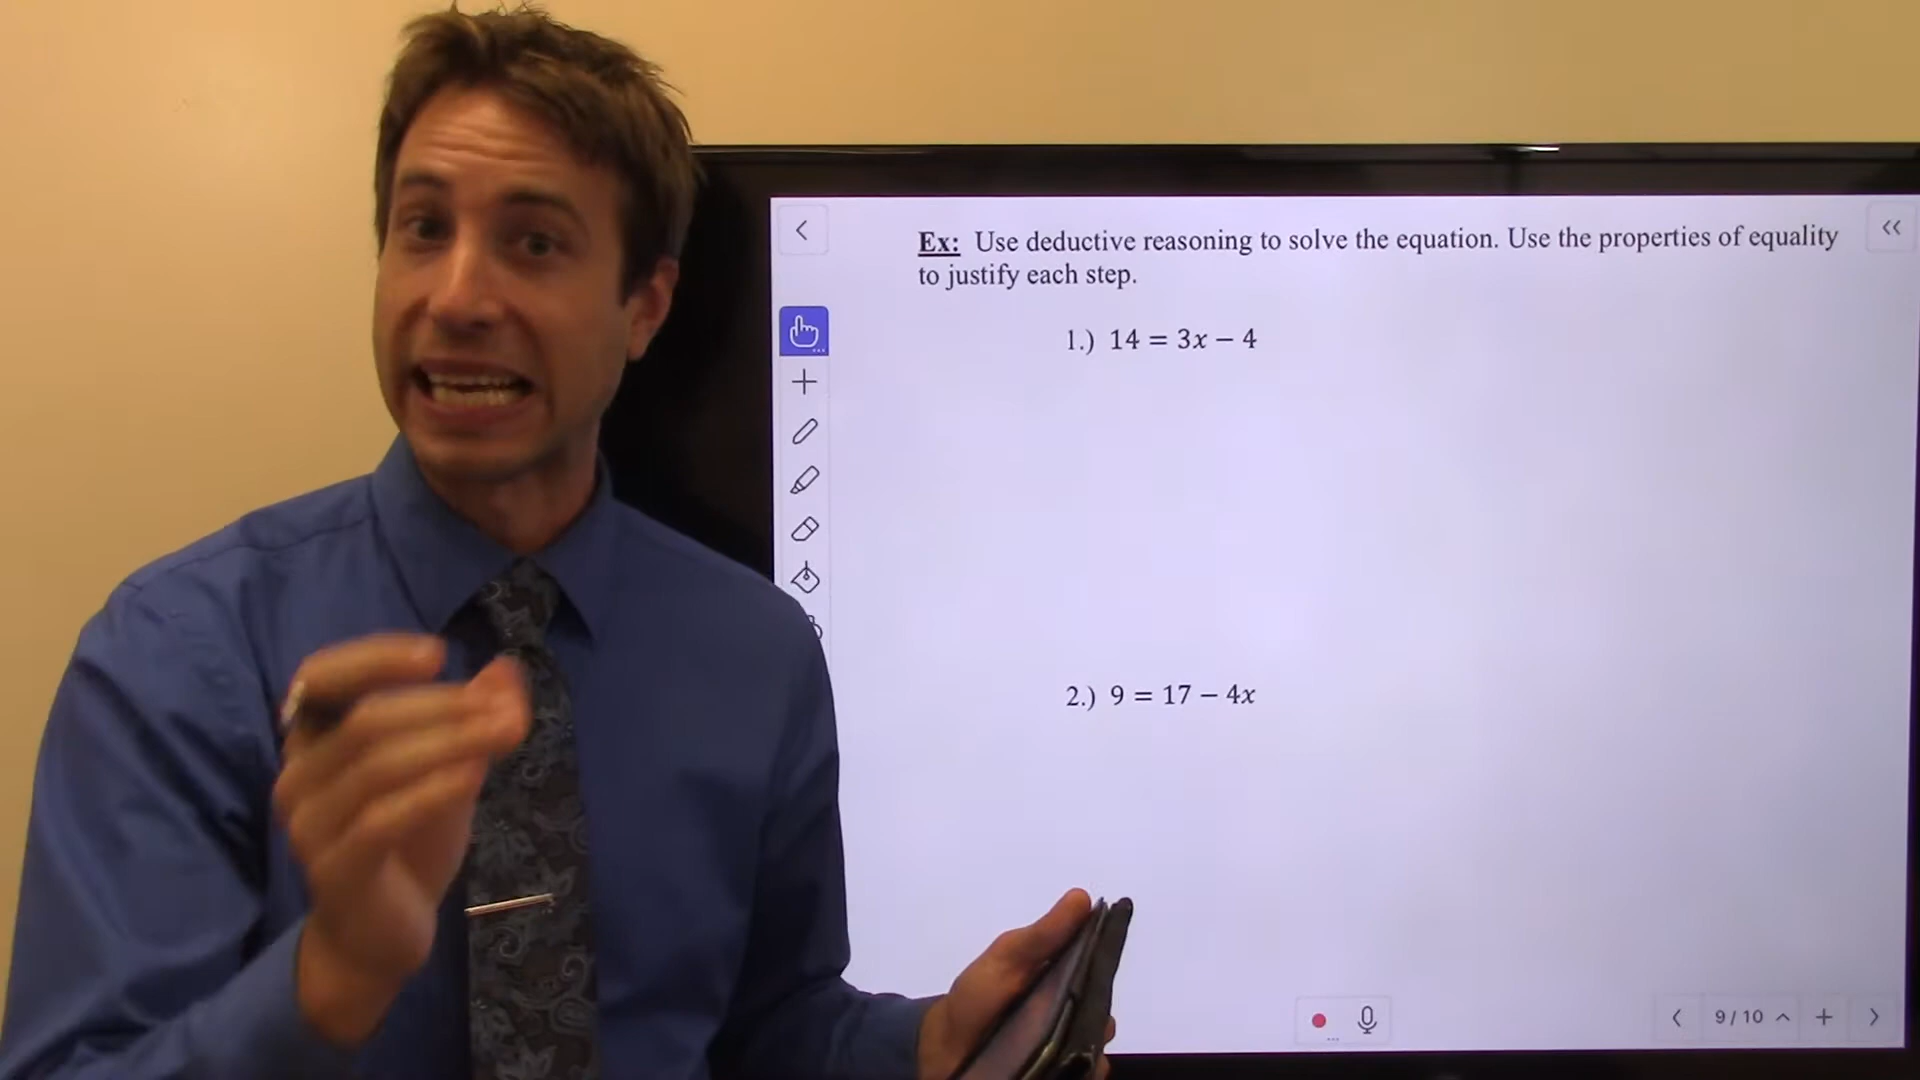 Ex: Use deductive reasoning to solve the equation. Use the properties of equality
to justify each step.
1.) 14 = 3x − 4
2.) 9 = 17 − 4x
9 / 10